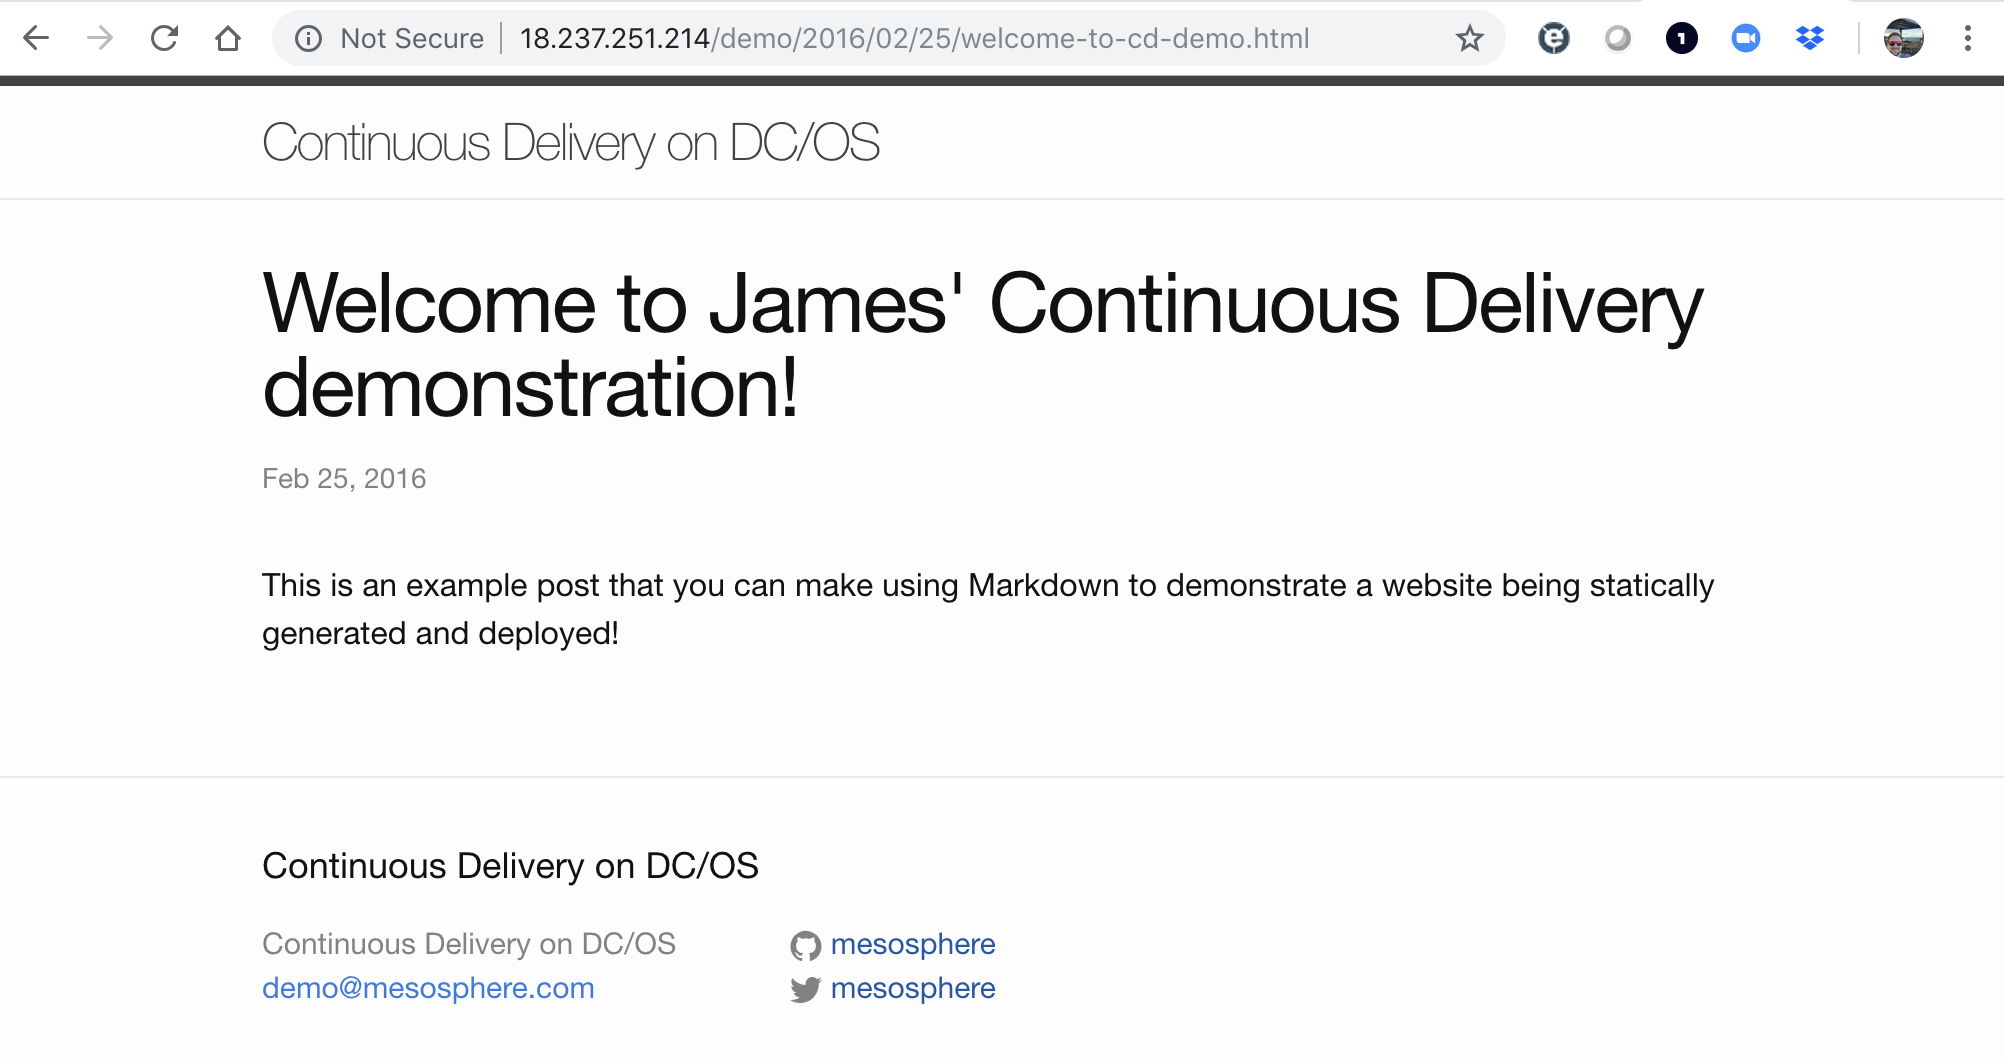 Not Secure | 18.237.251.214/demo/2016/02/25/welcome-to-cd-demo.html
1
Continuous Delivery on DC/OS
Welcome to James' Continuous Delivery
demonstration!
Feb 25, 2016
This is an example post that you can make using Markdown to demonstrate a website being statically
generated and deployed!
Continuous Delivery on DC/OS
Continuous Delivery on DC/OS
demo@mesosphere.com
mesosphere
mesosphere